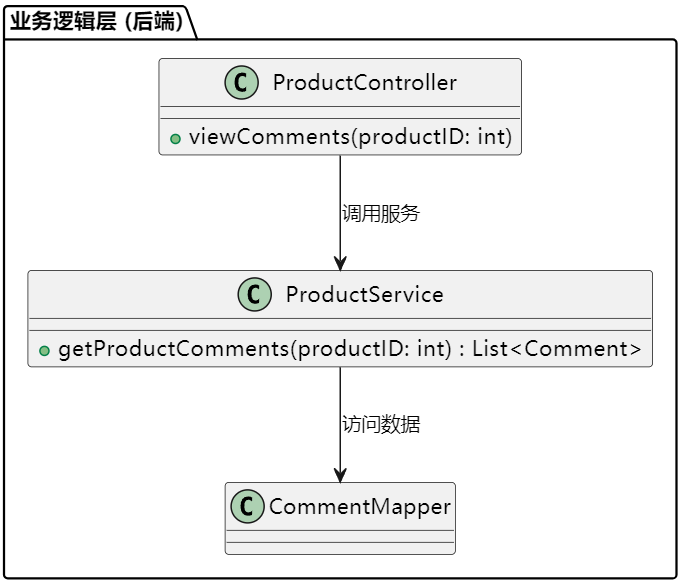 业务逻辑层 (后端)
C ProductController
viewComments(productID: int)
调用服务
C ProductService
getProductComments(productID: int) : List<Comment>
访问数据
C CommentMapper